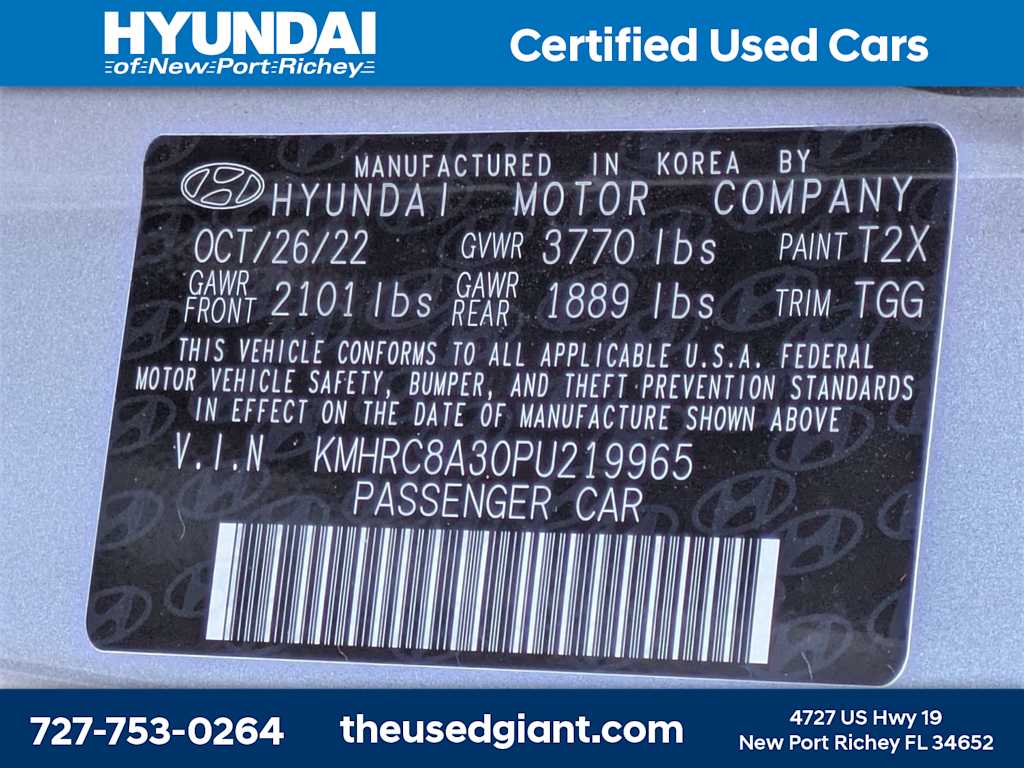 HYUNDAI
of New Port Richey
Certified Used Cars
MANUFACTURED IN KOREA BY
HYUNDAI MOTOR COMPANY
OCT/26/22 GVWR 3770 lbs PAINT T2X
GAWR FRONT 2101 lbs GAWR REAR 1889 lbs TRIM TGG
THIS VEHICLE CONFORMS TO ALL APPLICABLE U.S.A. FEDERAL
MOTOR VEHICLE SAFETY, BUMPER, AND THEFT PREVENTION STANDARDS
IN EFFECT ON THE DATE OF MANUFACTURE SHOWN ABOVE
V.I.N KMHRC8A30PU219965
PASSENGER CAR
727-753-0264
theusedgiant.com
4727 US Hwy 19
New Port Richey FL 34652